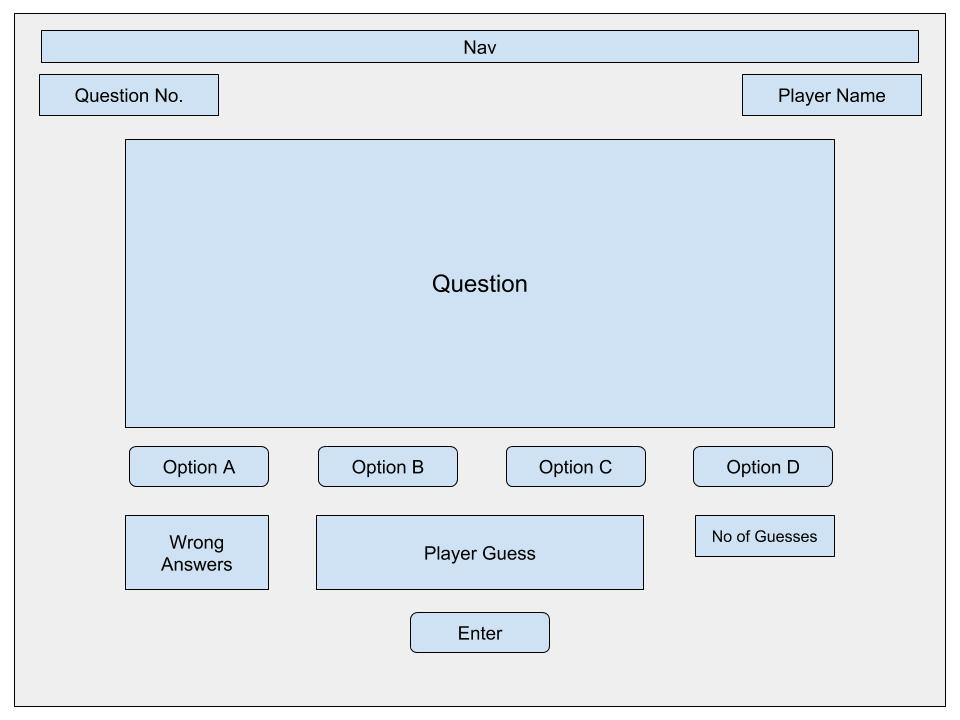 Nav
Question No.
Player Name
Question
Option A
Option B
Option C
Option D
Wrong
Answers
Player Guess
No of Guesses
Enter